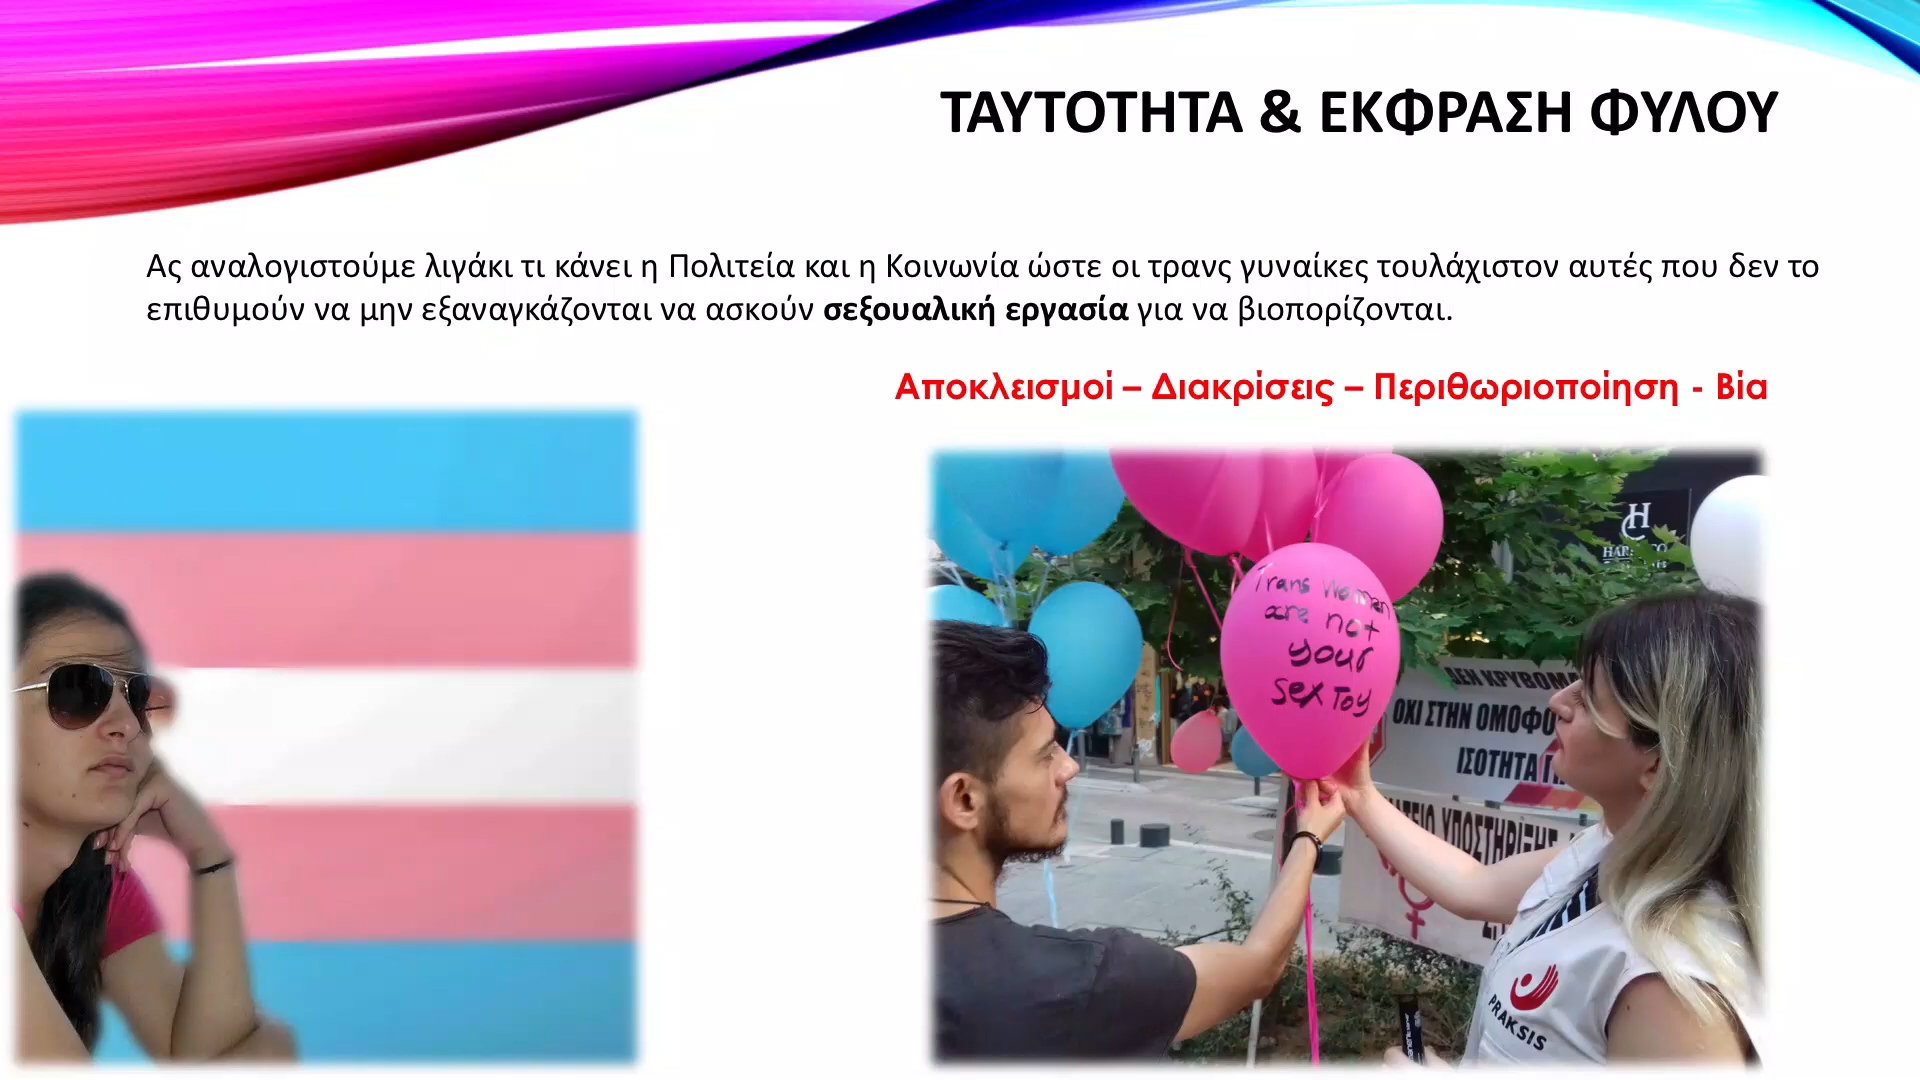 ΤΑΥΤΟΤΗΤΑ & ΕΚΦΡΑΣΗ ΦΥΛΟΥ
Ας αναλογιστούμε λιγάκι τι κάνει η Πολιτεία και η Κοινωνία ώστε οι τρανς γυναίκες τουλάχιστον αυτές που δεν το
επιθυμούν να μην εξαναγκάζονται να ασκούν σεξουαλική εργασία για να βιοπορίζονται.
Αποκλεισμοί – Διακρίσεις – Περιθωριοποίηση - Βία
Trans Women
are not
your
sex Toy
ΟΧΙ ΣΤΗΝ
ΙΣΟΤΗΤΑ
ΥΠΟΣΤΗΡΙΞΗΣ
PRAKSIS